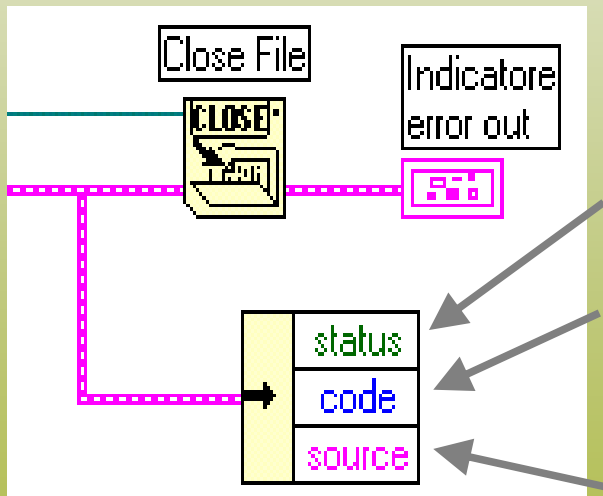 Close File
Indicatore
error out
CLOSE
status
code
source